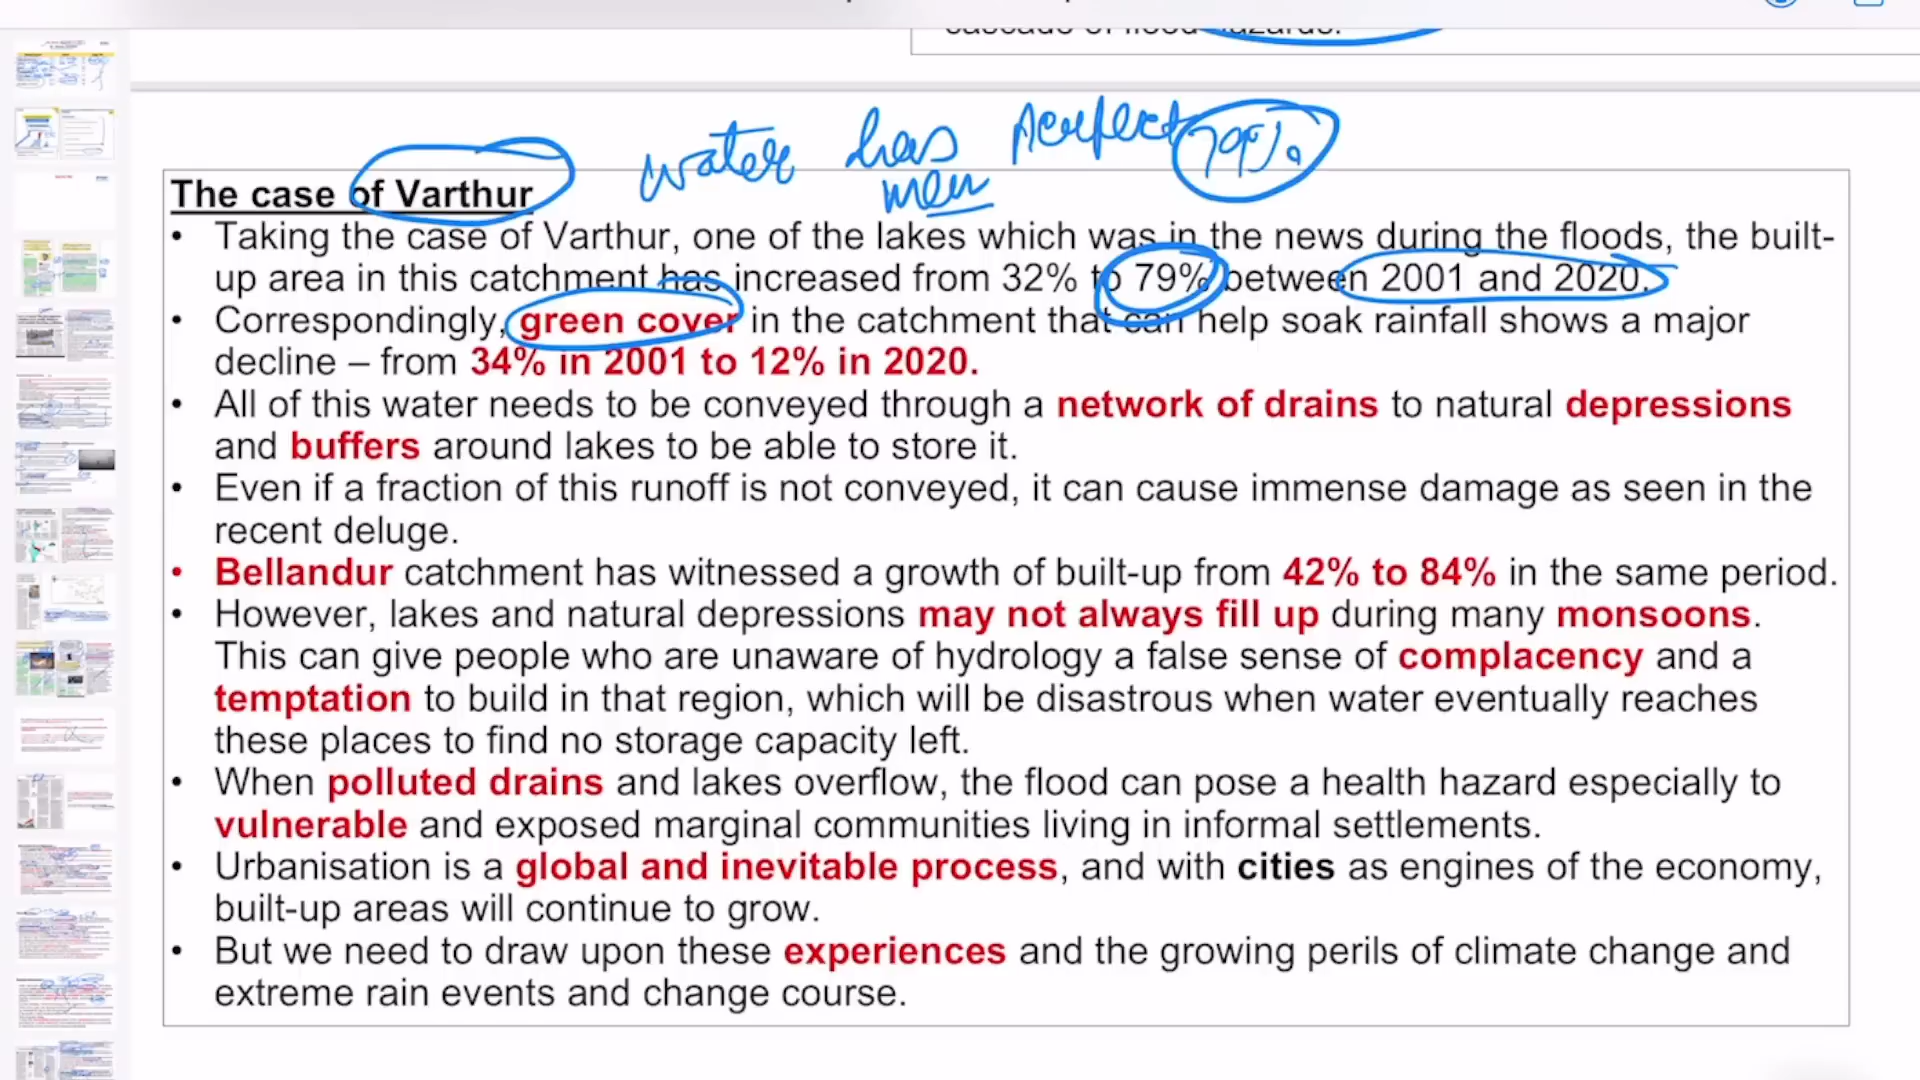 cascade of flood hazards.
water has perfect 79%.
mem
The case of Varthur
• Taking the case of Varthur, one of the lakes which was in the news during the floods, the built-
up area in this catchment has increased from 32% to 79% between 2001 and 2020.
• Correspondingly, green cover in the catchment that can help soak rainfall shows a major
decline – from 34% in 2001 to 12% in 2020.
• All of this water needs to be conveyed through a network of drains to natural depressions
and buffers around lakes to be able to store it.
• Even if a fraction of this runoff is not conveyed, it can cause immense damage as seen in the
recent deluge.
• Bellandur catchment has witnessed a growth of built-up from 42% to 84% in the same period.
• However, lakes and natural depressions may not always fill up during many monsoons.
This can give people who are unaware of hydrology a false sense of complacency and a
temptation to build in that region, which will be disastrous when water eventually reaches
these places to find no storage capacity left.
• When polluted drains and lakes overflow, the flood can pose a health hazard especially to
vulnerable and exposed marginal communities living in informal settlements.
• Urbanisation is a global and inevitable process, and with cities as engines of the economy,
built-up areas will continue to grow.
• But we need to draw upon these experiences and the growing perils of climate change and
extreme rain events and change course.